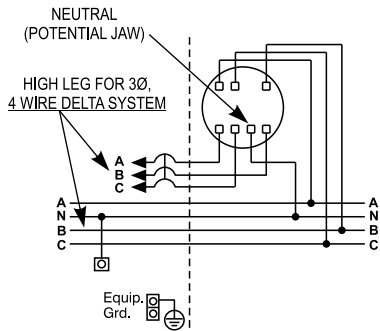 NEUTRAL
(POTENTIAL JAW)
HIGH LEG FOR 3Ø,
4 WIRE DELTA SYSTEM
A
B
C
A A
N N
B B
C C
Equip.
Grd.